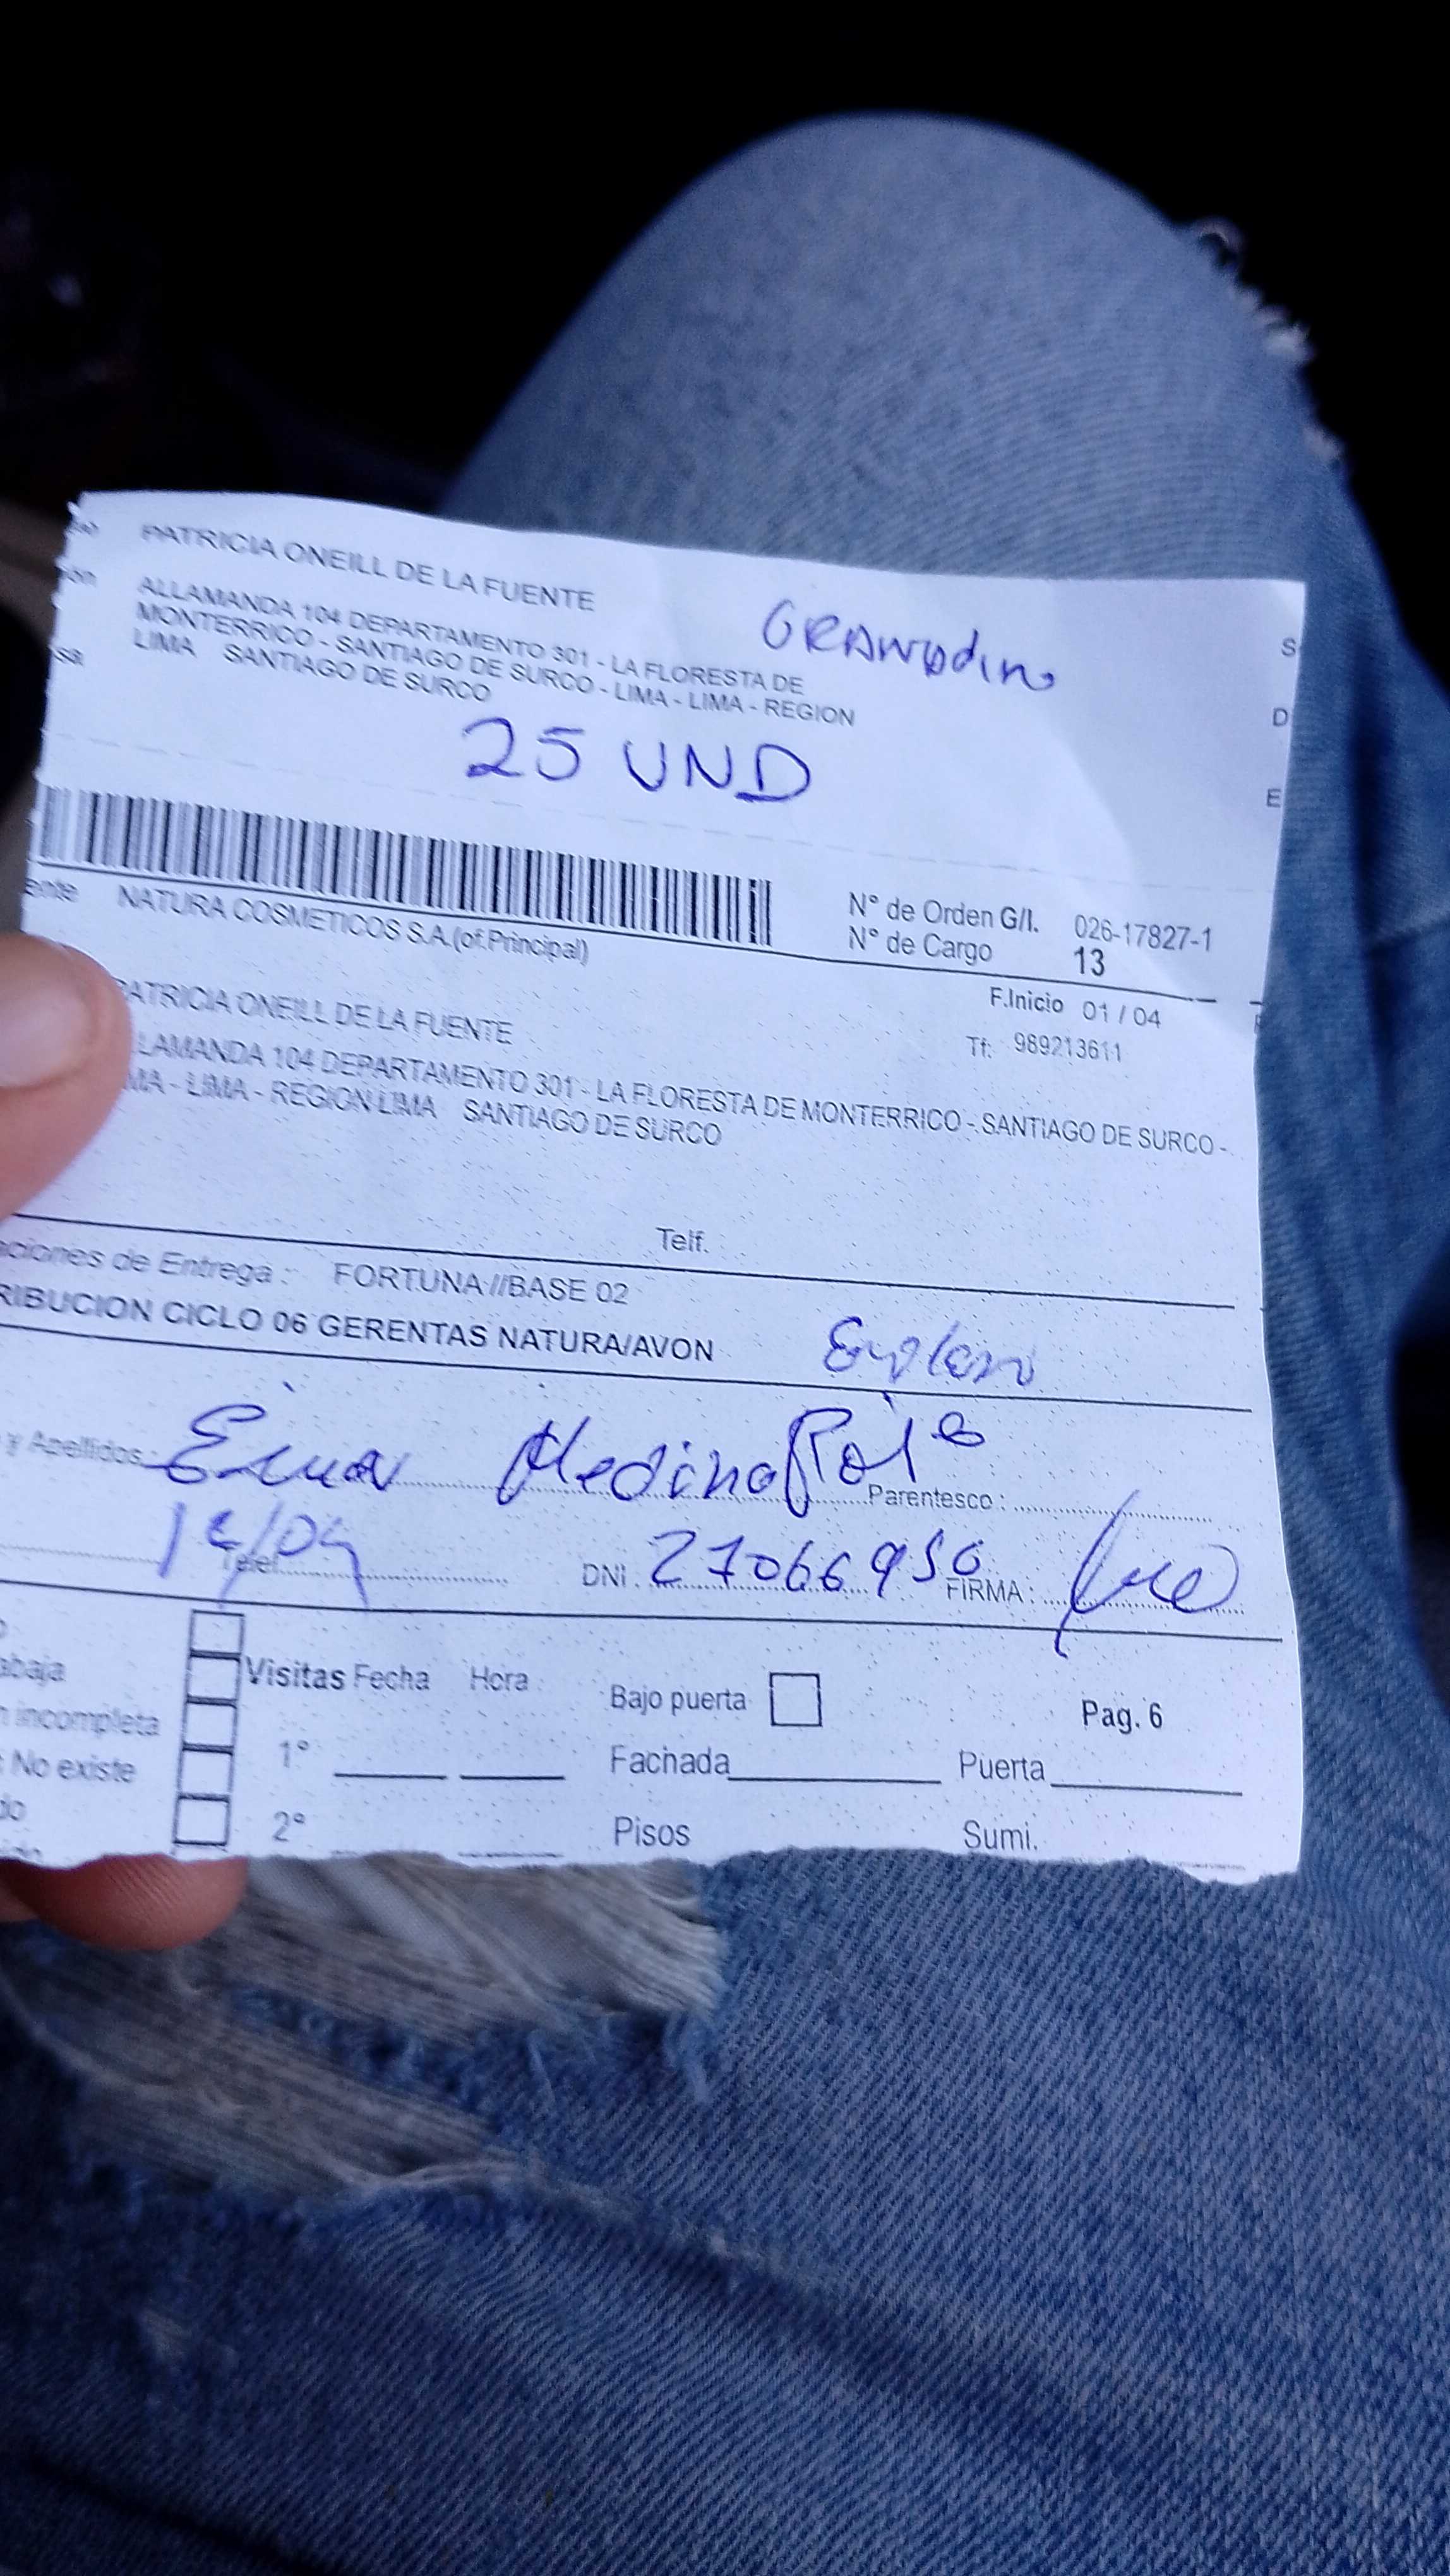 PATRICIA ONEILL DE LA FUENTE
ALLAMANDA 104 DEPARTAMENTO 301 - LA FLORESTA DE
MONTERRICO - SANTIAGO DE SURCO - LIMA - LIMA - REGION
LIMA SANTIAGO DE SURCO
S
D
E
25 UND
ente NATURA COSMETICOS S.A.(of.Principal)
N° de Orden G/I. 026-17827-1
N° de Cargo 13
F.Inicio 01 / 04
PATRICIA ONEILL DE LA FUENTE
Tf: 989213611
LAMANDA 104 DEPARTAMENTO 301 - LA FLORESTA DE MONTERRICO - SANTIAGO DE SURCO -
MA - LIMA - REGION LIMA SANTIAGO DE SURCO
Telf.
ciones de Entrega : FORTUNA//BASE 02
RIBUCION CICLO 06 GERENTAS NATURA/AVON
y Apellidos : Medina
Parentesco :
Telef. DNI : 27066950 FIRMA :
abaja
Visitas Fecha Hora
Bajo puerta
Pag. 6
n incompleta
No existe
1° Fachada Puerta
do
2° Pisos Sumi.